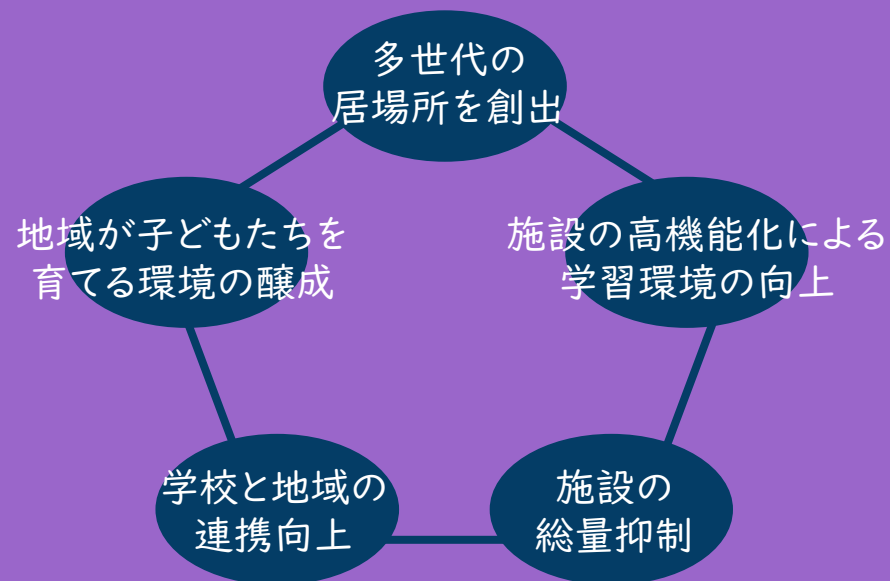 多世代の
居場所を創出
地域が子どもたちを
育てる環境の醸成
施設の高機能化による
学習環境の向上
学校と地域の
連携向上
施設の
総量抑制